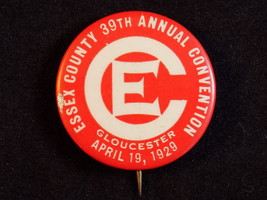 ESSEX COUNTY 39TH ANNUAL CONVENTION
CE
GLOUCESTER
APRIL 19, 1929